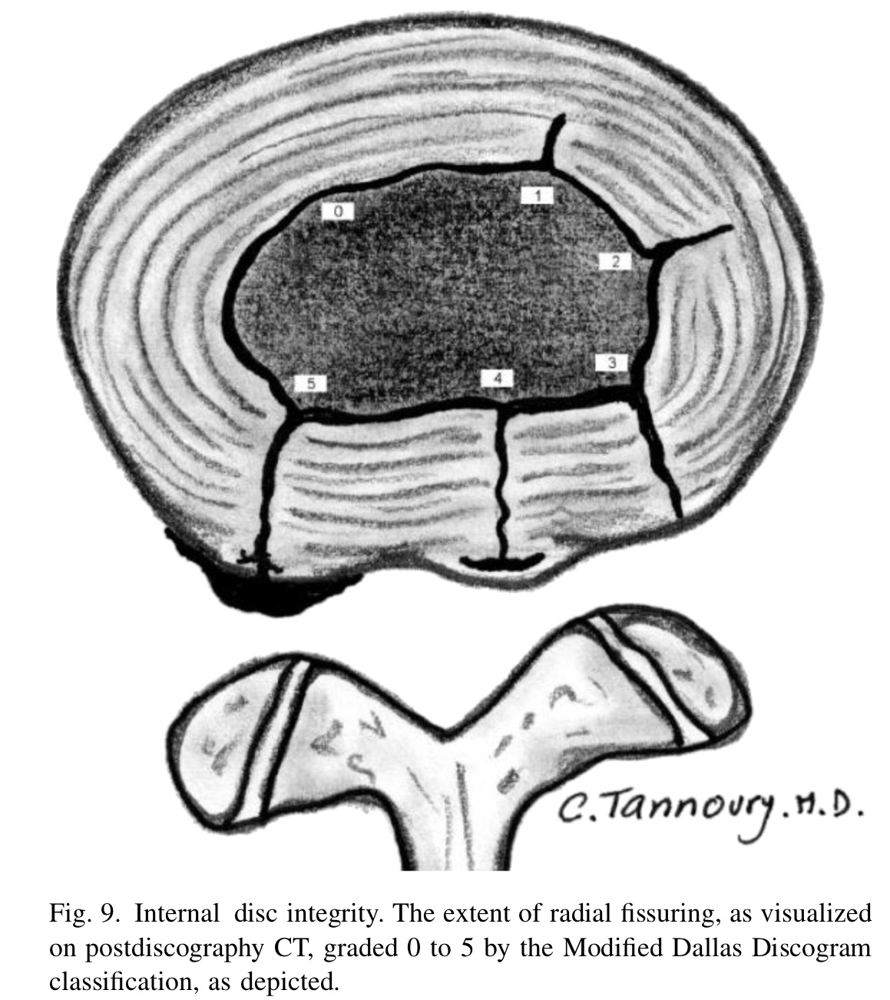 0
1
2
3
4
5
C. Tannoury. M.D.
Fig. 9. Internal disc integrity. The extent of radial fissuring, as visualized
on postdiscography CT, graded 0 to 5 by the Modified Dallas Discogram
classification, as depicted.